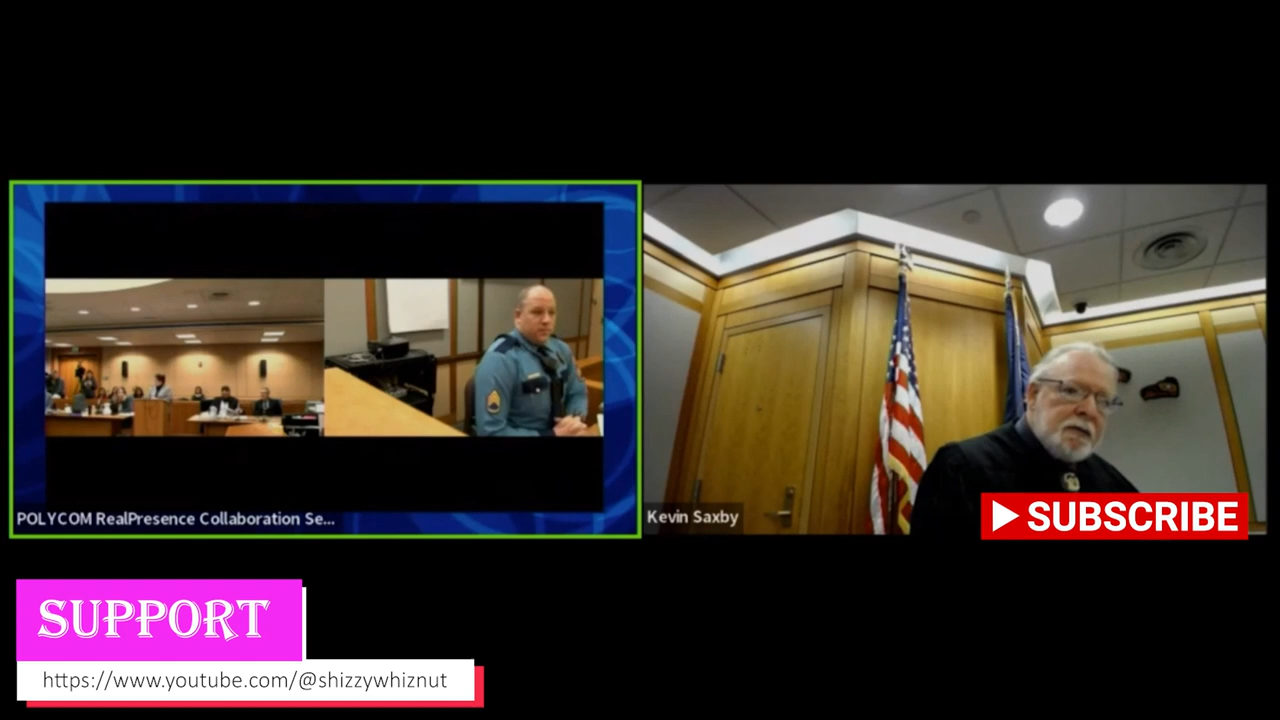 POLYCOM RealPresence Collaboration Se...
Kevin Saxby
SUBSCRIBE
SUPPORT
https://www.youtube.com/@shizzywhiznut